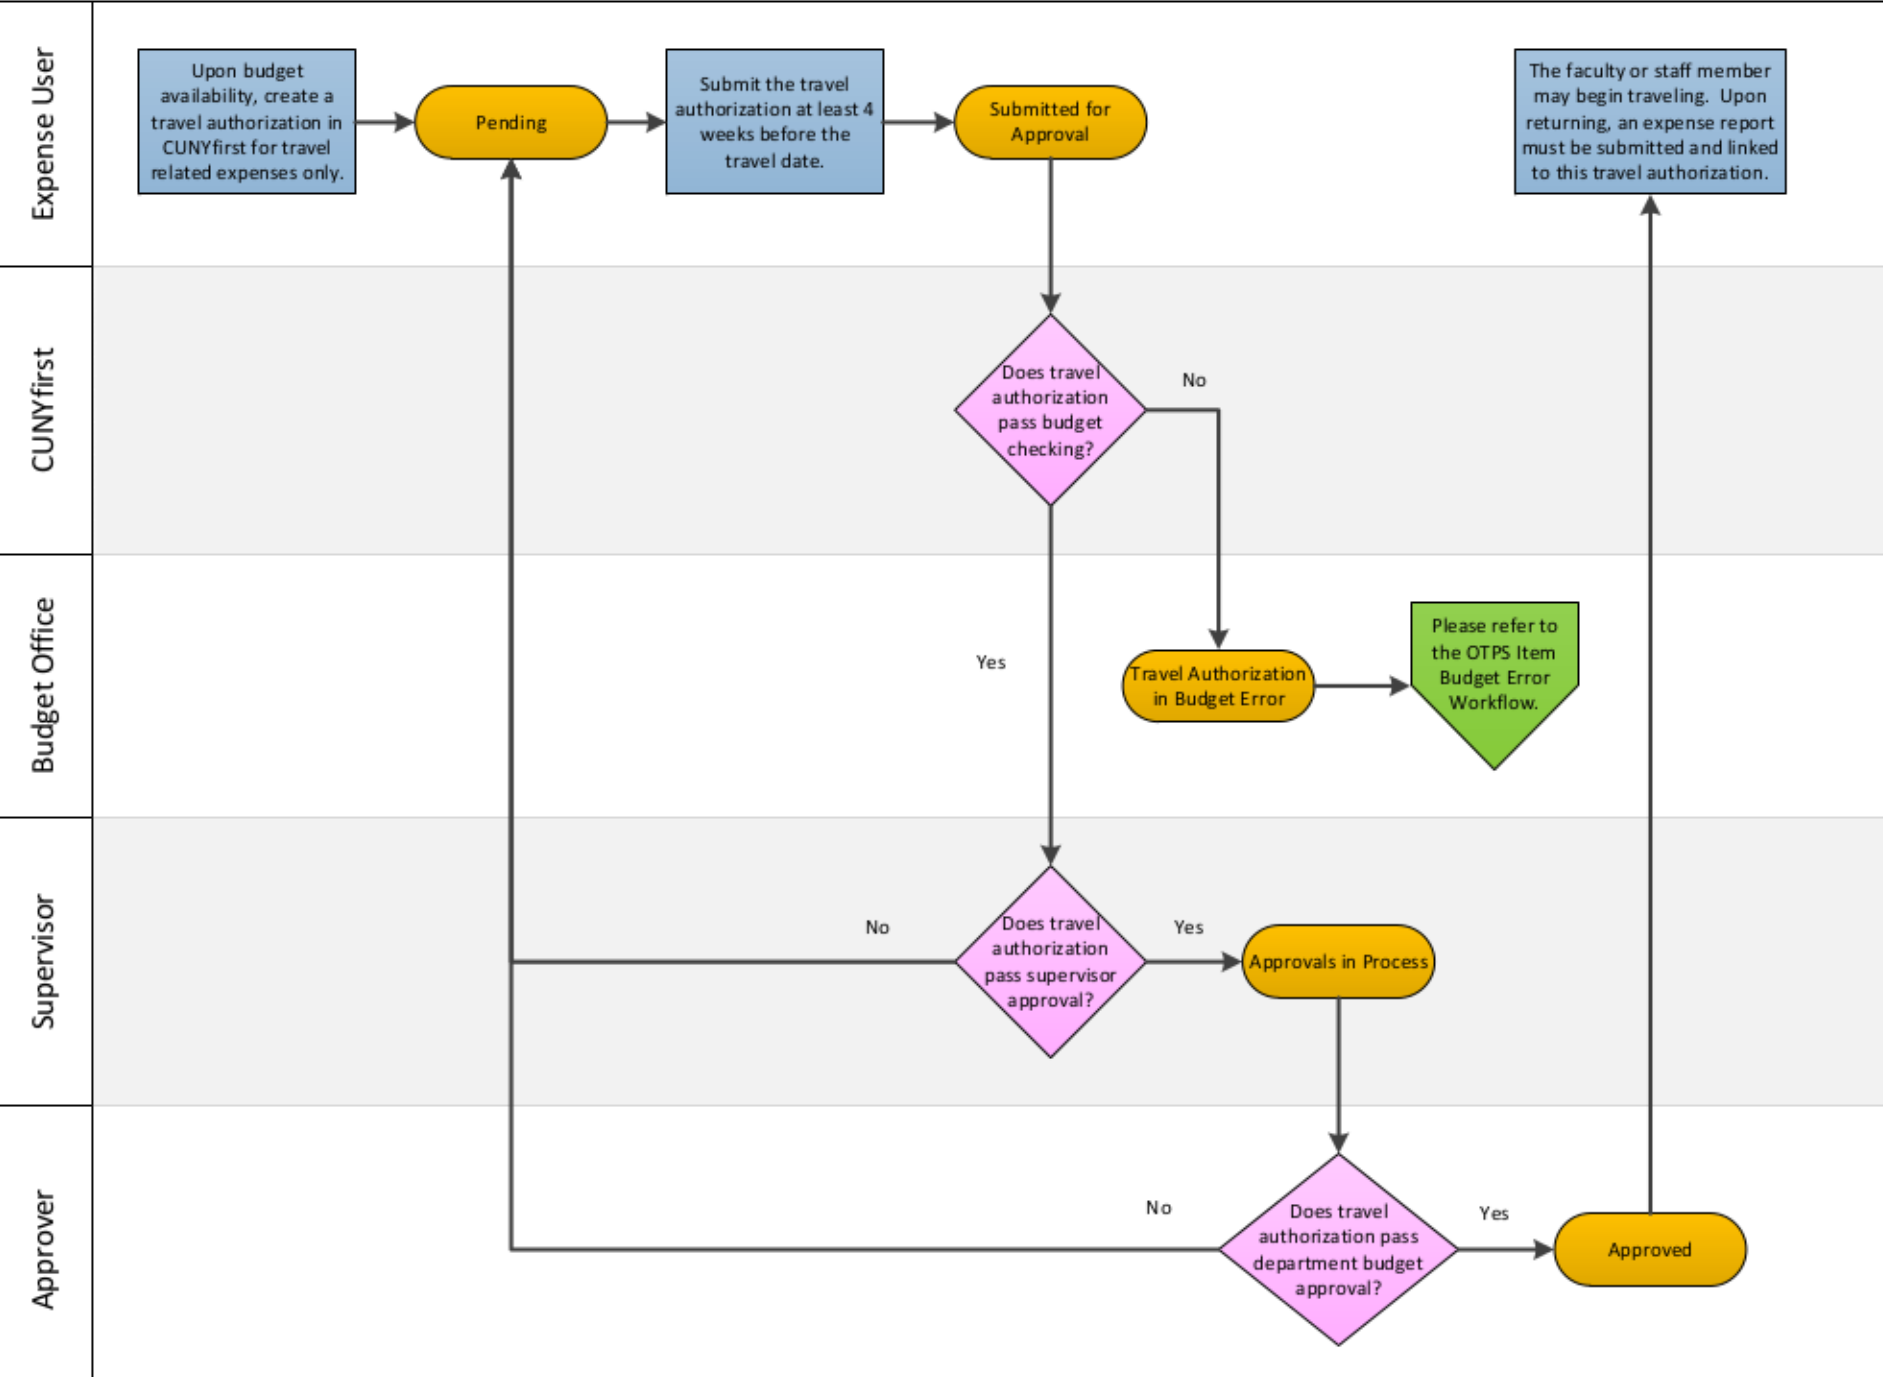 Expense User
Upon budget
availability, create a
travel authorization in
CUNYfirst for travel
related expenses only.
Pending
Submit the travel
authorization at least 4
weeks before the
travel date.
Submitted for
Approval
The faculty or staff member
may begin traveling.  Upon
returning, an expense report
must be submitted and linked
to this travel authorization.
CUNYfirst
Does travel
authorization
pass budget
checking?
No
Budget Office
Yes
Travel Authorization
in Budget Error
Please refer to
the OTPS Item
Budget Error
Workflow.
Supervisor
No
Does travel
authorization
pass supervisor
approval?
Yes
Approvals in Process
Approver
No
Does travel
authorization pass
department budget
approval?
Yes
Approved